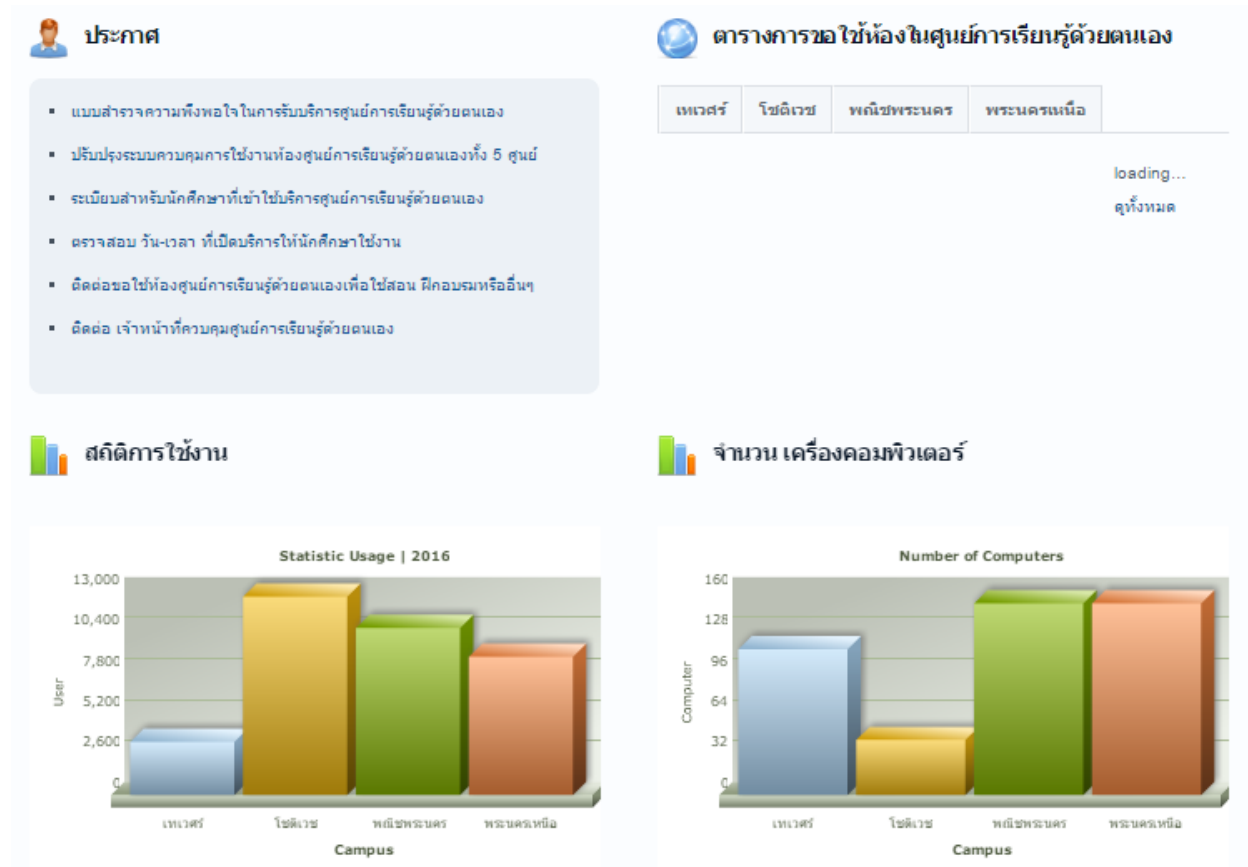 ประกาศ
แบบสำรวจความพึงพอใจในการรับบริการศูนย์การเรียนรู้ด้วยตนเอง
ปรับปรุงระบบควบคุมการใช้งานห้องศูนย์การเรียนรู้ด้วยตนเองทั้ง 5 ศูนย์
ระเบียบสำหรับนักศึกษาที่เข้าใช้บริการศูนย์การเรียนรู้ด้วยตนเอง
ตรวจสอบ วัน-เวลา ที่เปิดบริการให้นักศึกษาใช้งาน
ติดต่อขอใช้ห้องศูนย์การเรียนรู้ด้วยตนเองเพื่อใช้สอน ฝึกอบรมหรืออื่นๆ
ติดต่อ เจ้าหน้าที่ควบคุมศูนย์การเรียนรู้ด้วยตนเอง
ตารางการขอใช้ห้องในศูนย์การเรียนรู้ด้วยตนเอง
เทเวศร์ โชติเวช พณิชพระนคร พระนครเหนือ
loading...
ดูทั้งหมด
สถิติการใช้งาน
Statistic Usage | 2016
13,000
10,400
7,800
5,200
2,600
0
User
เทเวศร์ โชติเวช พณิชพระนคร พระนครเหนือ
Campus
จำนวน เครื่องคอมพิวเตอร์
Number of Computers
160
128
96
64
32
0
Computer
เทเวศร์ โชติเวช พณิชพระนคร พระนครเหนือ
Campus